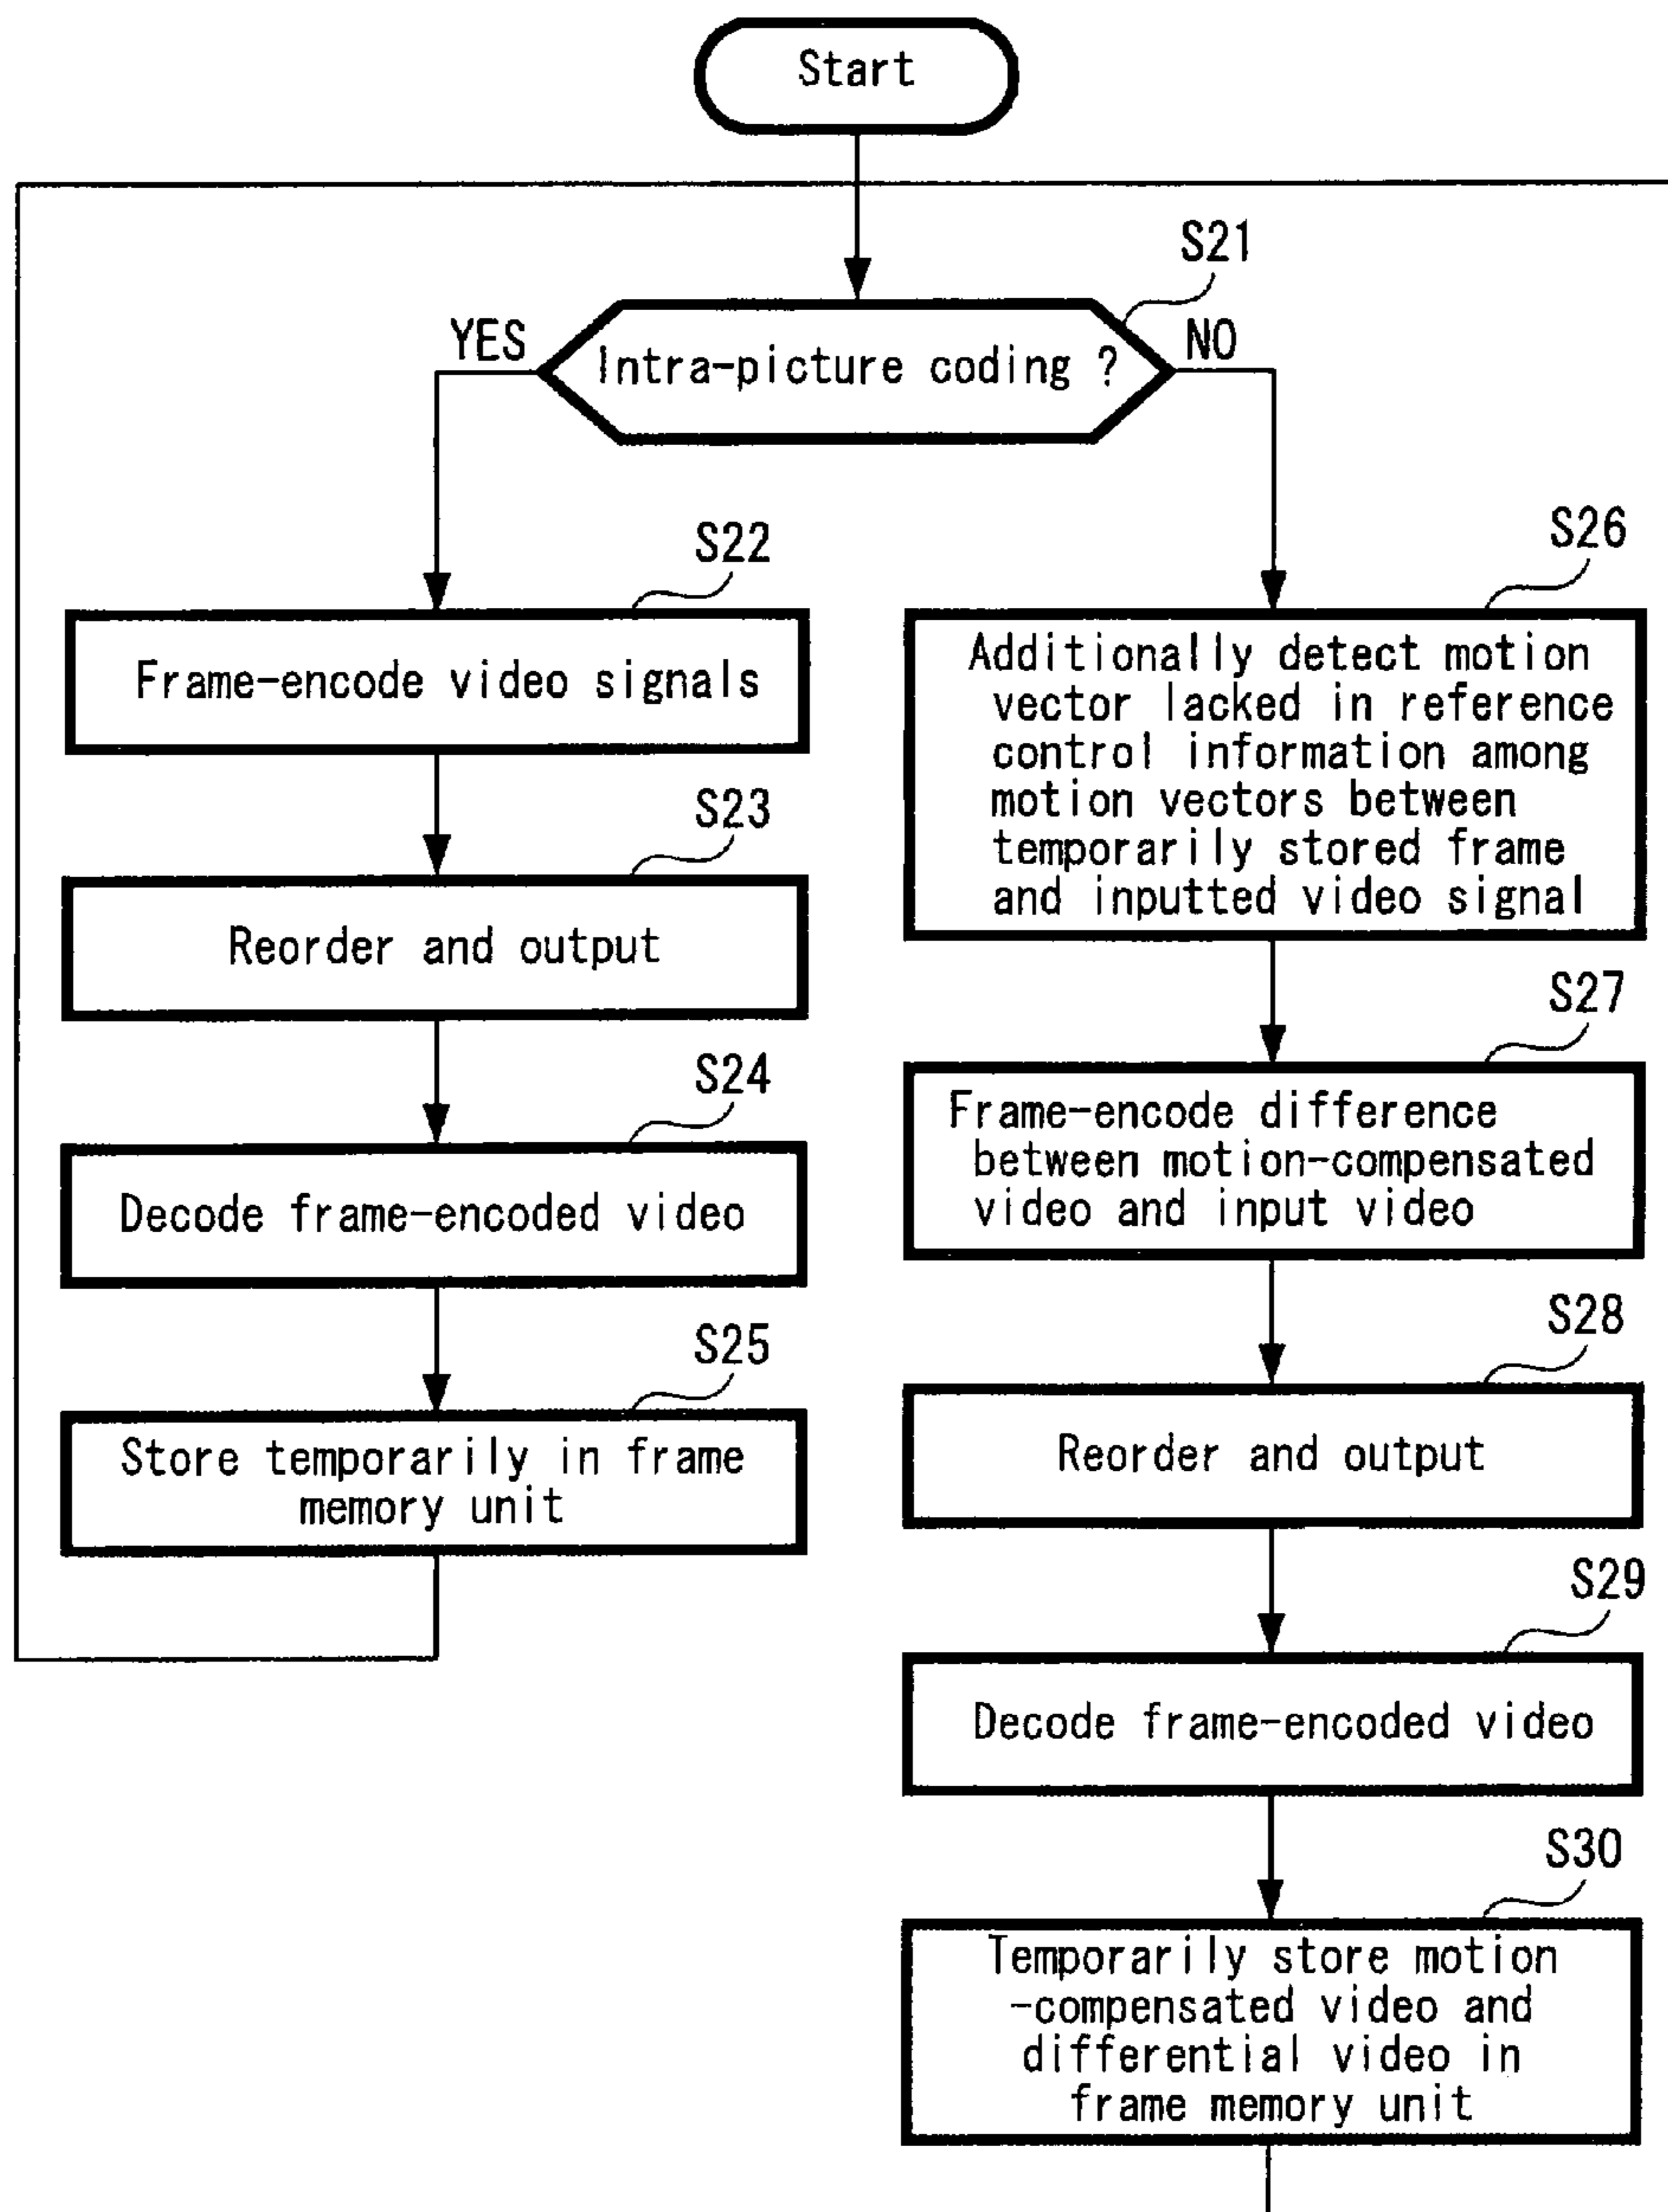 Start
S21
YES
Intra-picture coding ?
NO
S22
Frame-encode video signals
S23
Reorder and output
S24
Decode frame-encoded video
S25
Store temporarily in frame
memory unit
S26
Additionally detect motion
vector lacked in reference
control information among
motion vectors between
temporarily stored frame
and inputted video signal
S27
Frame-encode difference
between motion-compensated
video and input video
S28
Reorder and output
S29
Decode frame-encoded video
S30
Temporarily store motion
-compensated video and
differential video in
frame memory unit